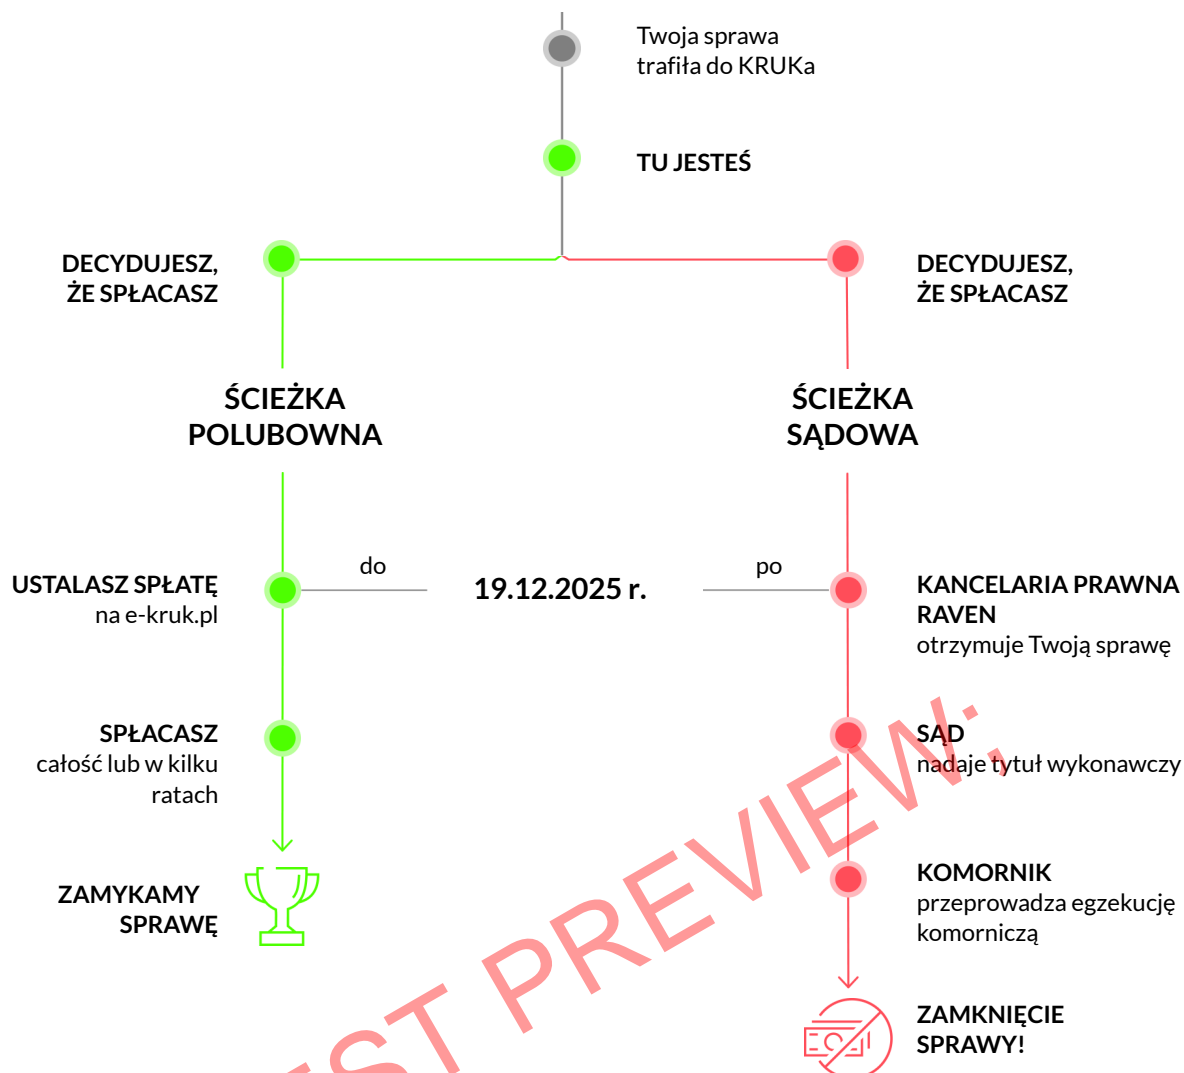 Twoja sprawa
trafiła do KRUKa
TU JESTEŚ
DECYDUJESZ,
ŻE SPŁACASZ
DECYDUJESZ,
ŻE SPŁACASZ
ŚCIEŻKA
POLUBOWNA
ŚCIEŻKA
SĄDOWA
USTALASZ SPŁATĘ
na e-kruk.pl
do
19.12.2025 r.
po
KANCELARIA PRAWNA
RAVEN
otrzymuje Twoją sprawę
SPŁACASZ
całość lub w kilku
ratach
SĄD
nadaje tytuł wykonawczy
ZAMYKAMY
SPRAWĘ
KOMORNIK
przeprowadza egzekucję
komorniczą
ZAMKNIĘCIE
SPRAWY!
EST PREVIEW;